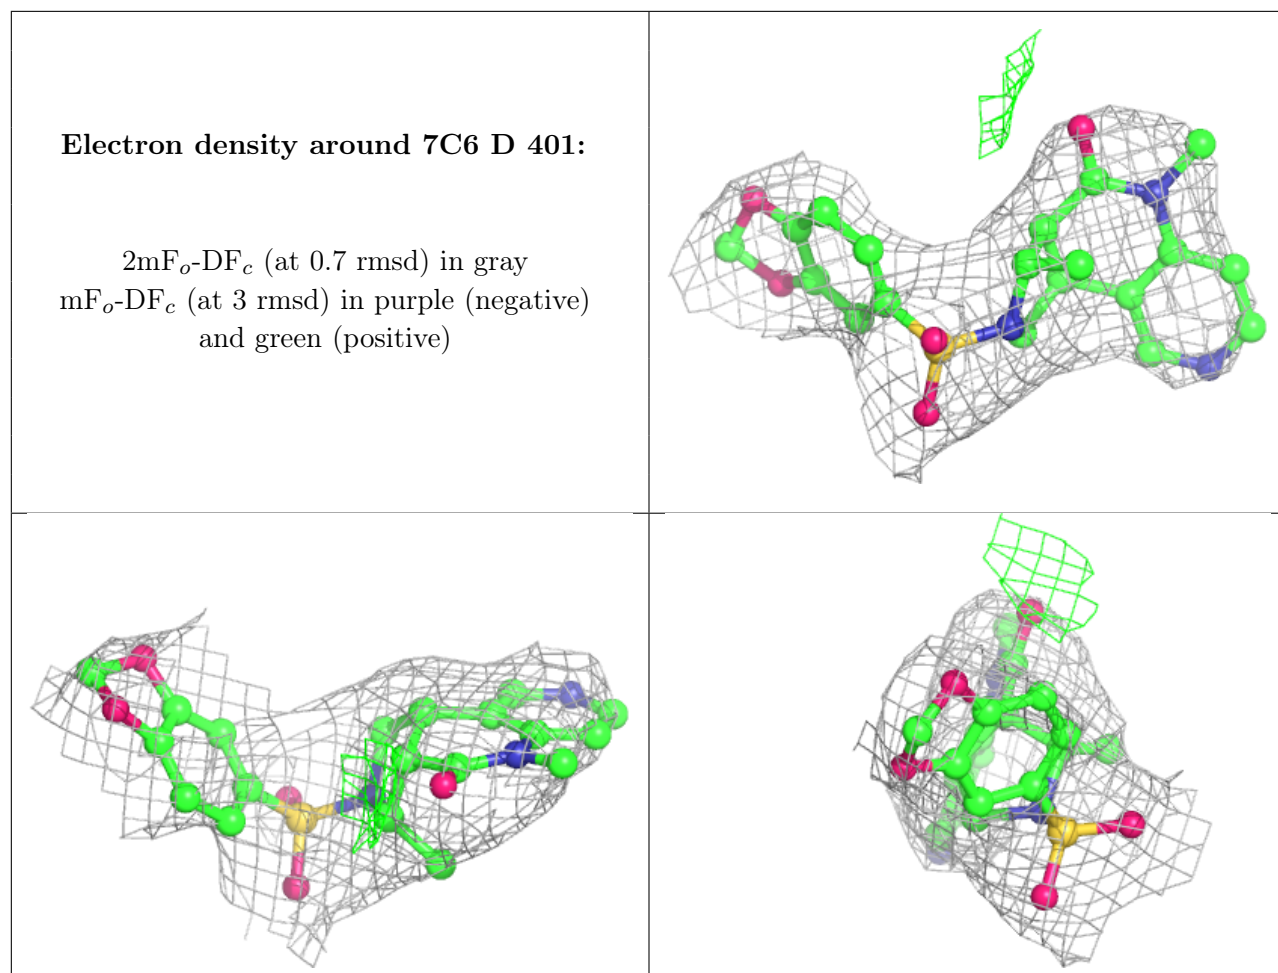 Electron density around 7C6 D 401:
2mFo-DFc (at 0.7 rmsd) in gray
mFo-DFc (at 3 rmsd) in purple (negative)
and green (positive)